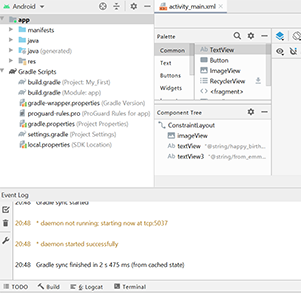 Android
app
manifests
java
java (generated)
res
Gradle Scripts
build.gradle (Project: My_First)
build.gradle (Module: app)
gradle-wrapper.properties (Gradle Version)
proguard-rules.pro (ProGuard Rules for app)
gradle.properties (Project Properties)
settings.gradle (Project Settings)
local.properties (SDK Location)
activity_main.xml
Palette
Common
Text
Buttons
Widgets
Ab TextView
Button
ImageView
RecyclerView
<> <fragment>
Component Tree
ConstraintLayout
imageView
Ab textView "@string/happy_birth...
Ab textView3 "@string/from_emm...
Event Log
20:48 Gradle sync started
20:48 * daemon not running; starting now at tcp:5037
20:48 * daemon started successfully
20:48 Gradle sync finished in 2 s 475 ms (from cached state)
TODO Build 6: Logcat Terminal